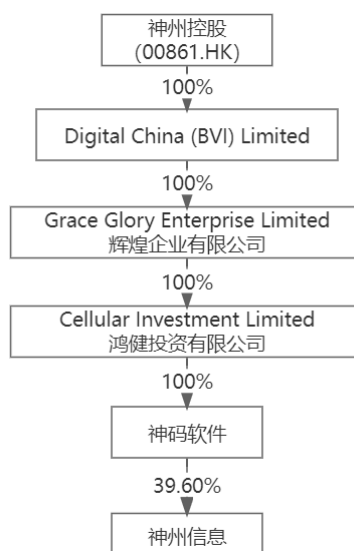 神州控股
(00861.HK)
100%
Digital China (BVI) Limited
100%
Grace Glory Enterprise Limited
辉煌企业有限公司
100%
Cellular Investment Limited
鸿健投资有限公司
100%
神码软件
39.60%
神州信息